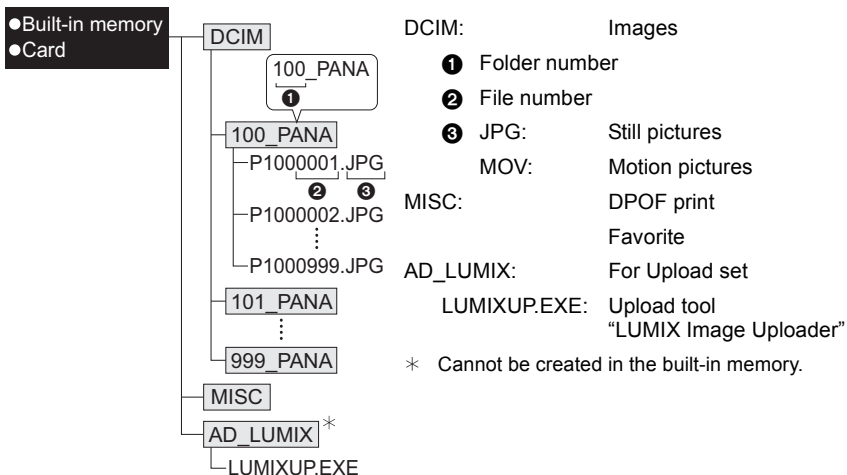 ●Built-in memory
●Card
DCIM
100_PANA
❶
100_PANA
P1000001.JPG
❷ ❸
P1000002.JPG
P1000999.JPG
101_PANA
999_PANA
MISC
AD_LUMIX *
LUMIXUP.EXE
DCIM: Images
❶ Folder number
❷ File number
❸ JPG: Still pictures
MOV: Motion pictures
MISC: DPOF print
Favorite
AD_LUMIX: For Upload set
LUMIXUP.EXE: Upload tool
“LUMIX Image Uploader”
* Cannot be created in the built-in memory.